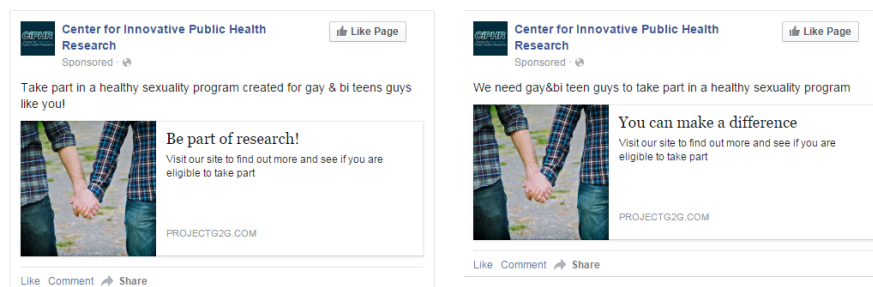 CiPHR
Center for Innovative Public Health
Research
Like Page
Sponsored ·
Take part in a healthy sexuality program created for gay & bi teens guys
like you!
Be part of research!
Visit our site to find out more and see if you are
eligible to take part
PROJECTG2G.COM
Like Comment Share
CiPHR
Center for Innovative Public Health
Research
Like Page
Sponsored ·
We need gay&bi teen guys to take part in a healthy sexuality program
You can make a difference
Visit our site to find out more and see if you are
eligible to take part
PROJECTG2G.COM
Like Comment Share